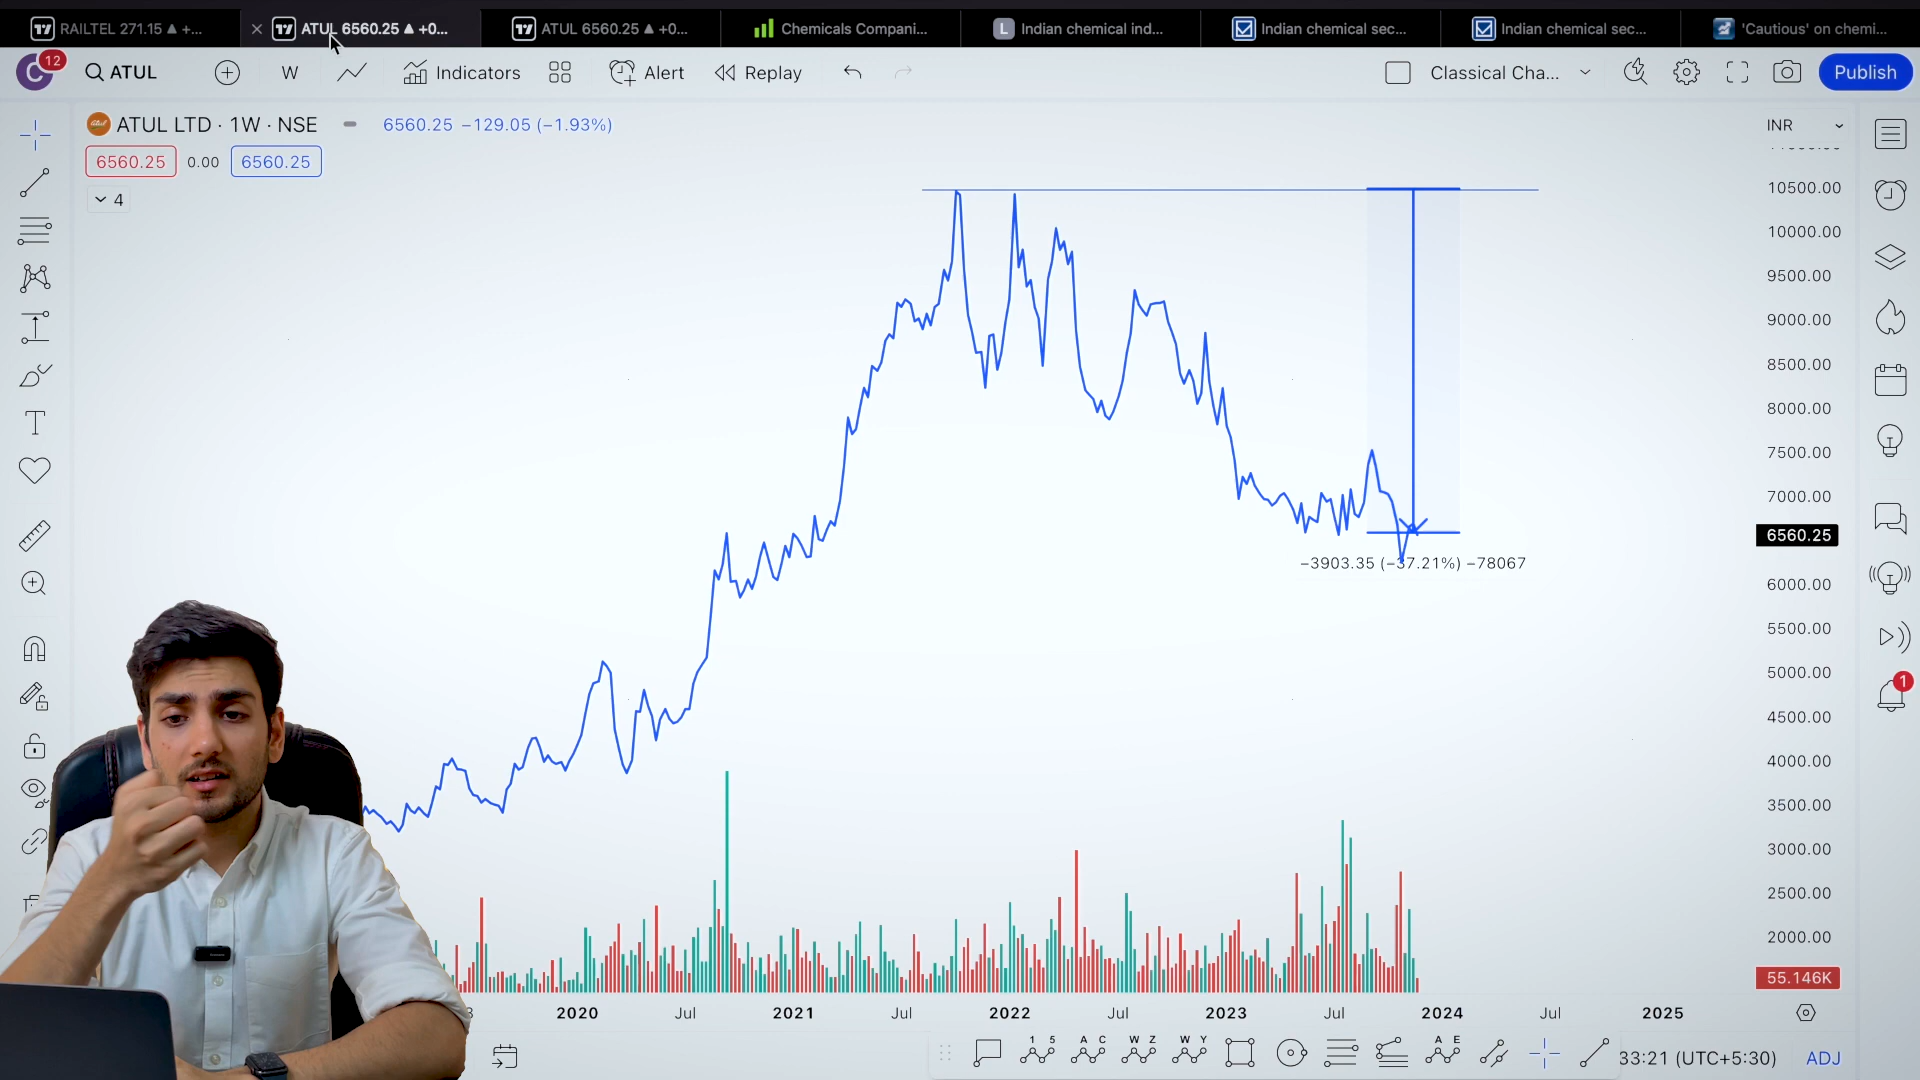 RAILTEL 271.15 ▲ +...
ATUL 6560.25 ▲ +0...
ATUL 6560.25 ▲ +0...
Chemicals Compani...
L Indian chemical ind...
Indian chemical sec...
Indian chemical sec...
'Cautious' on chemi...
C 12
ATUL
W
Indicators
Alert
Replay
Classical Cha...
Publish
ATUL LTD · 1W · NSE
6560.25 −129.05 (−1.93%)
INR
6560.25 0.00 6560.25
4
10500.00
10000.00
9500.00
9000.00
8500.00
8000.00
7500.00
7000.00
6560.25
−3903.35 (−37.21%) −78067
6000.00
5500.00
5000.00
4500.00
4000.00
3500.00
3000.00
2500.00
2000.00
55.146K
1
2020 Jul 2021 Jul 2022 Jul 2023 Jul 2024 Jul 2025
1 5
A C
W Z
W Y
A E
33:21 (UTC+5:30)
ADJ